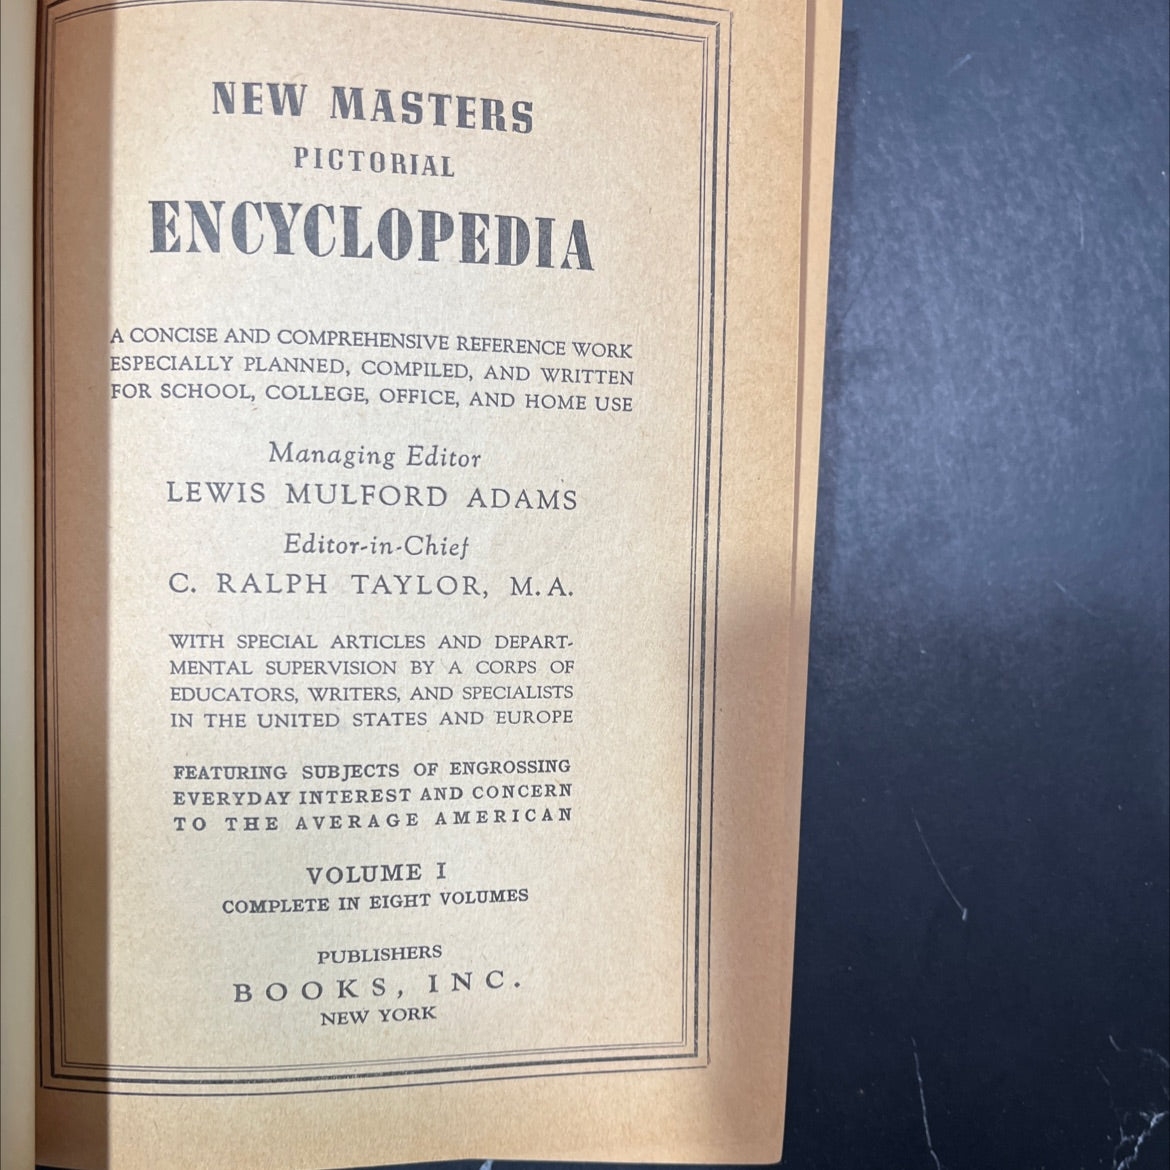 NEW MASTERS
PICTORIAL
ENCYCLOPEDIA
A CONCISE AND COMPREHENSIVE REFERENCE WORK
ESPECIALLY PLANNED, COMPILED, AND WRITTEN
FOR SCHOOL, COLLEGE, OFFICE, AND HOME USE
Managing Editor
LEWIS MULFORD ADAMS
Editor-in-Chief
C. RALPH TAYLOR, M.A.
WITH SPECIAL ARTICLES AND DEPART-
MENTAL SUPERVISION BY A CORPS OF
EDUCATORS, WRITERS, AND SPECIALISTS
IN THE UNITED STATES AND EUROPE
FEATURING SUBJECTS OF ENGROSSING
EVERYDAY INTEREST AND CONCERN
TO THE AVERAGE AMERICAN
VOLUME I
COMPLETE IN EIGHT VOLUMES
PUBLISHERS
BOOKS, INC.
NEW YORK